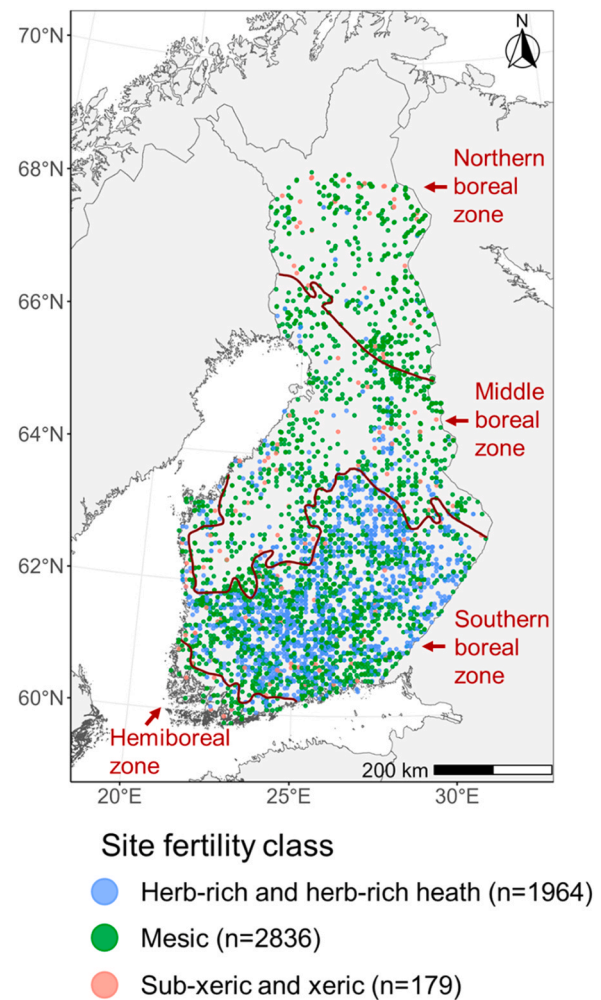 70°N
N
68°N
Northern
boreal
zone
66°N
Middle
boreal
zone
64°N
62°N
Southern
boreal
zone
60°N
Hemiboreal
zone
200 km
20°E
25°E
30°E
Site fertility class
Herb-rich and herb-rich heath (n=1964)
Mesic (n=2836)
Sub-xeric and xeric (n=179)